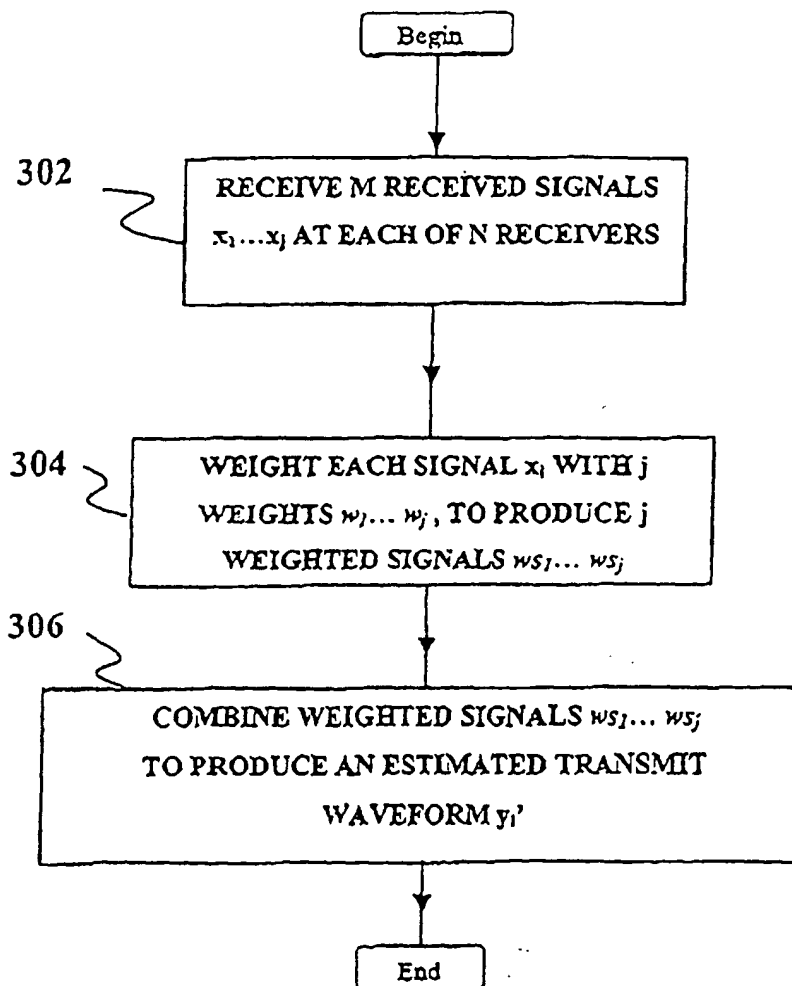 Begin
302
RECEIVE M RECEIVED SIGNALS
x₁...xⱼ AT EACH OF N RECEIVERS
304
WEIGHT EACH SIGNAL xᵢ WITH j
WEIGHTS w₁... wⱼ, TO PRODUCE j
WEIGHTED SIGNALS ws₁... wsⱼ
306
COMBINE WEIGHTED SIGNALS ws₁... wsⱼ
TO PRODUCE AN ESTIMATED TRANSMIT
WAVEFORM yᵢ'
End